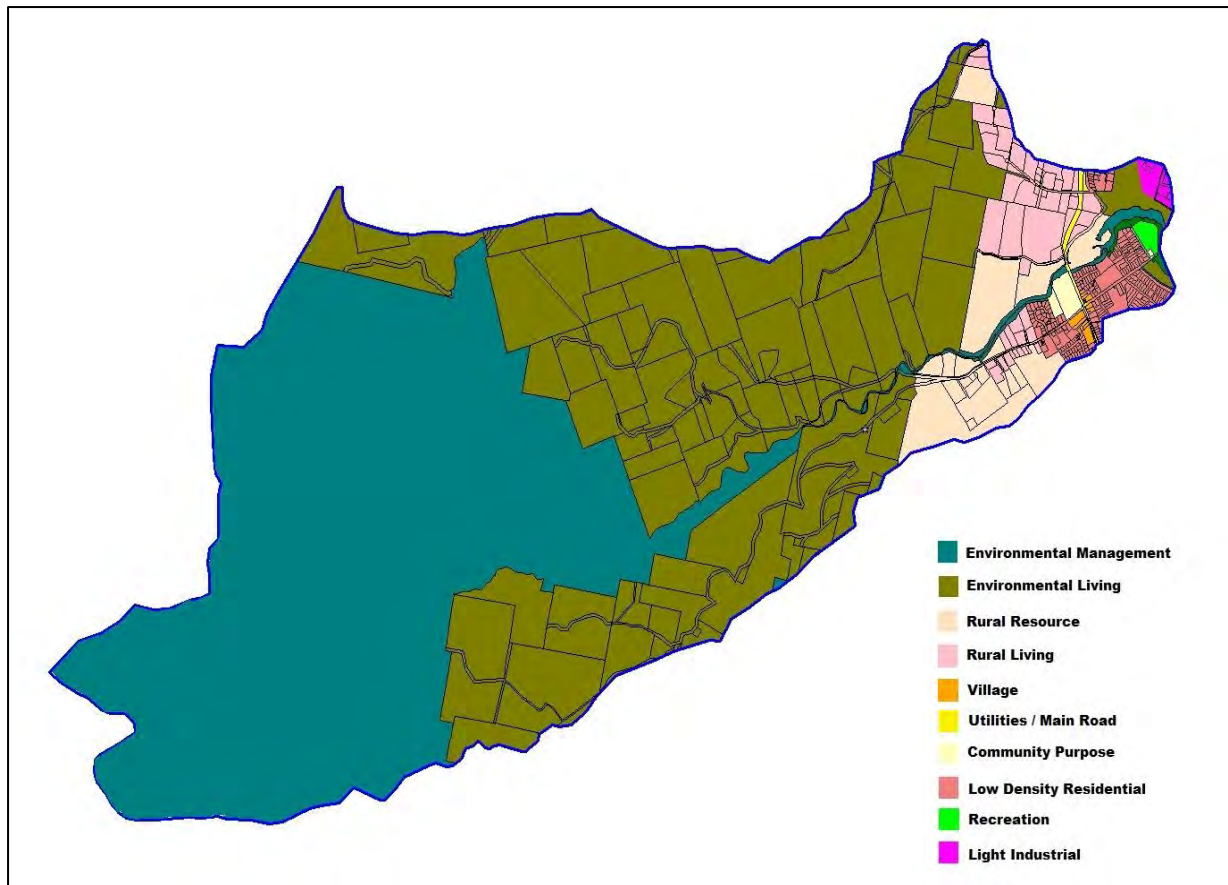 Environmental Management
Environmental Living
Rural Resource
Rural Living
Village
Utilities / Main Road
Community Purpose
Low Density Residential
Recreation
Light Industrial